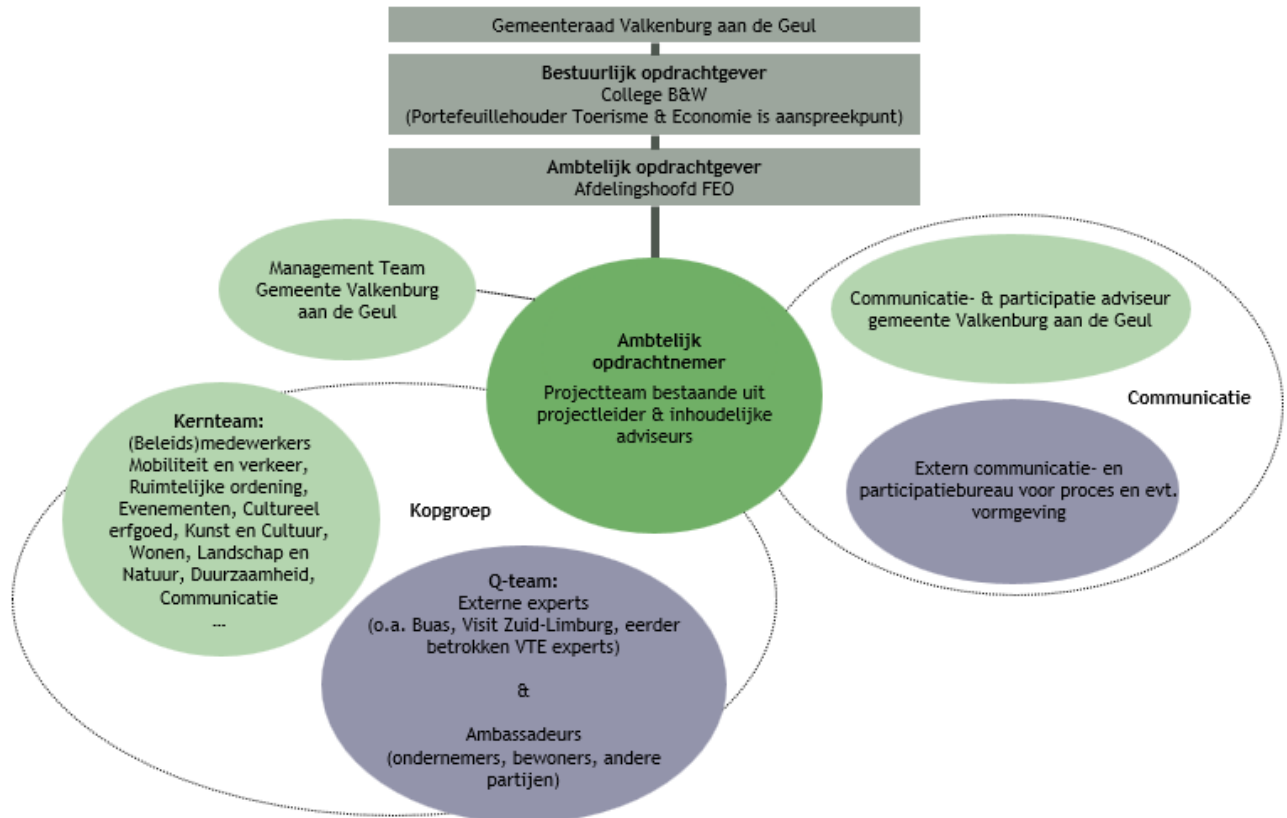 Gemeenteraad Valkenburg aan de Geul
Bestuurlijk opdrachtgever
College B&W
(Portefeuillehouder Toerisme & Economie is aanspreekpunt)
Ambtelijk opdrachtgever
Afdelingshoofd FEO
Management Team
Gemeente Valkenburg
aan de Geul
Ambtelijk
opdrachtnemer
Projectteam bestaande uit
projectleider & inhoudelijke
adviseurs
Communicatie- & participatie adviseur
gemeente Valkenburg aan de Geul
Communicatie
Extern communicatie- en
participatiebureau voor proces en evt.
vormgeving
Kernteam:
(Beleids)medewerkers
Mobiliteit en verkeer,
Ruimtelijke ordening,
Evenementen, Cultureel
erfgoed, Kunst en Cultuur,
Wonen, Landschap en
Natuur, Duurzaamheid,
Communicatie
...
Kopgroep
Q-team:
Externe experts
(o.a. Buas, Visit Zuid-Limburg, eerder
betrokken VTE experts)
&
Ambassadeurs
(ondernemers, bewoners, andere
partijen)